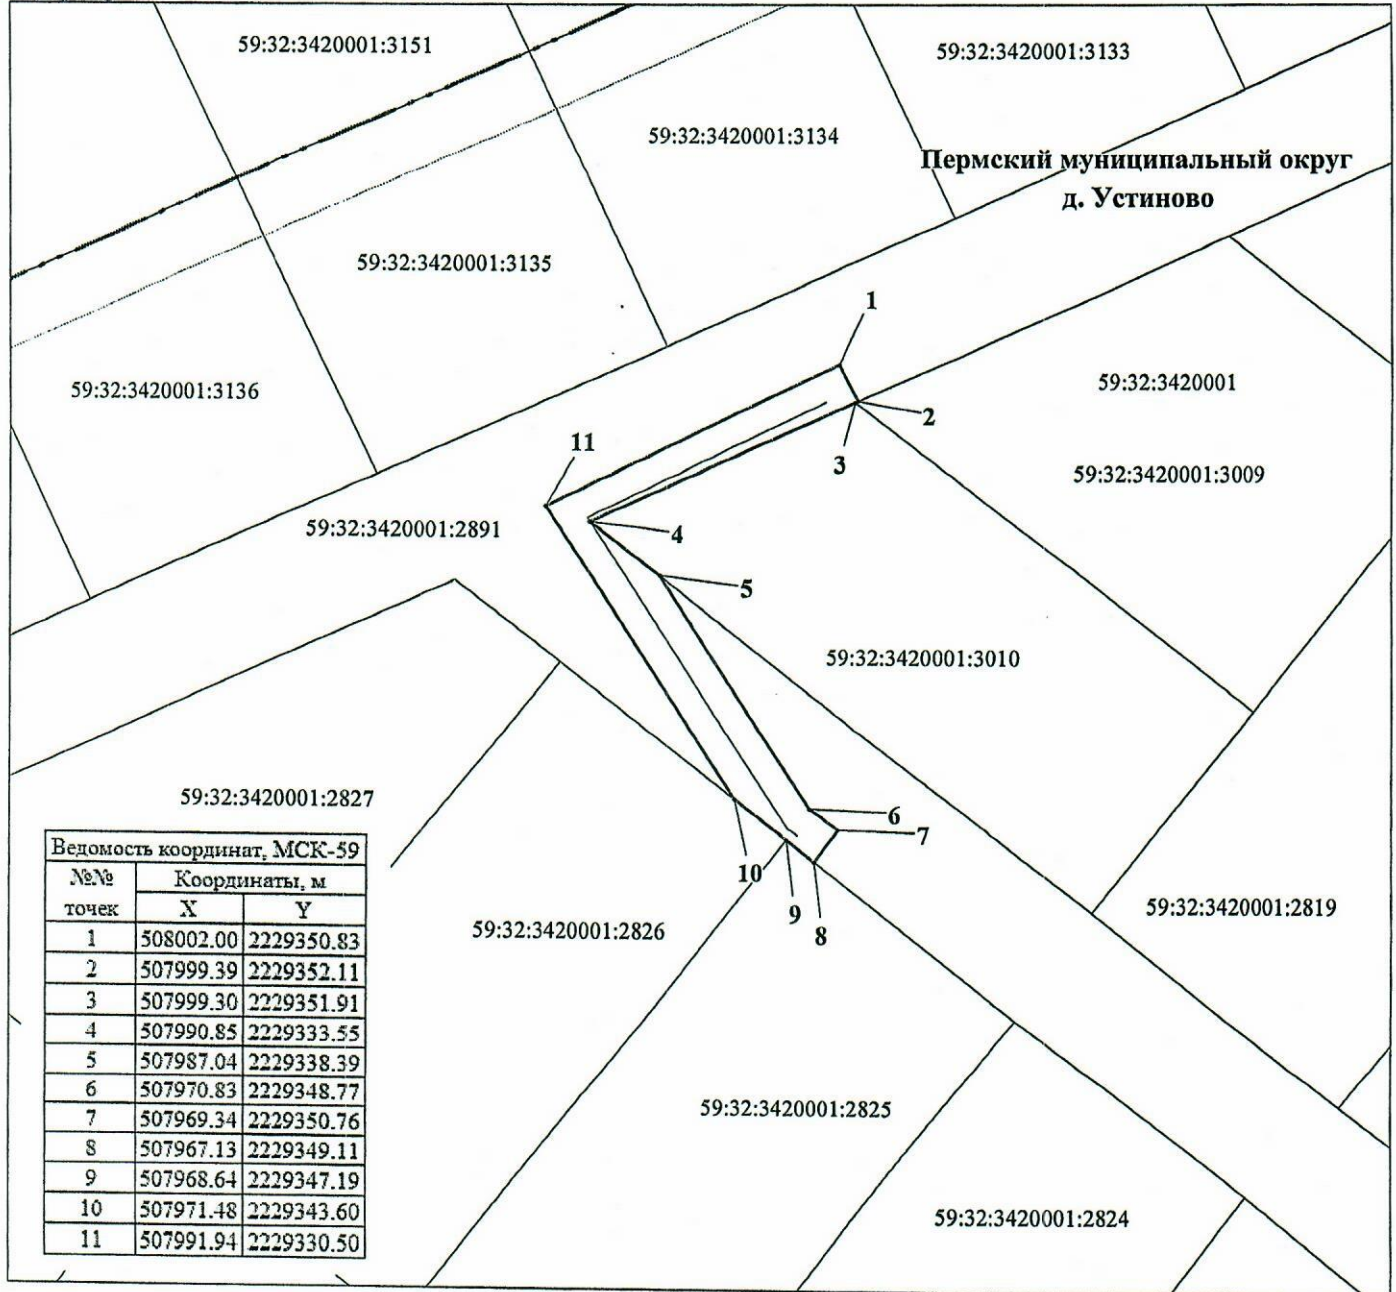 59:32:3420001:3151
59:32:3420001:3133
59:32:3420001:3134
Пермский муниципальный округ
д. Устиново
59:32:3420001:3135
1
59:32:3420001:3136
59:32:3420001
2
11
3
59:32:3420001:3009
59:32:3420001:2891
4
5
59:32:3420001:3010
59:32:3420001:2827
6
7
10
9
8
59:32:3420001:2819
59:32:3420001:2826
59:32:3420001:2825
59:32:3420001:2824
Ведомость координат, МСК-59
№№ Координаты, м
точек X Y
1 508002.00 2229350.83
2 507999.39 2229352.11
3 507999.30 2229351.91
4 507990.85 2229333.55
5 507987.04 2229338.39
6 507970.83 2229348.77
7 507969.34 2229350.76
8 507967.13 2229349.11
9 507968.64 2229347.19
10 507971.48 2229343.60
11 507991.94 2229330.50